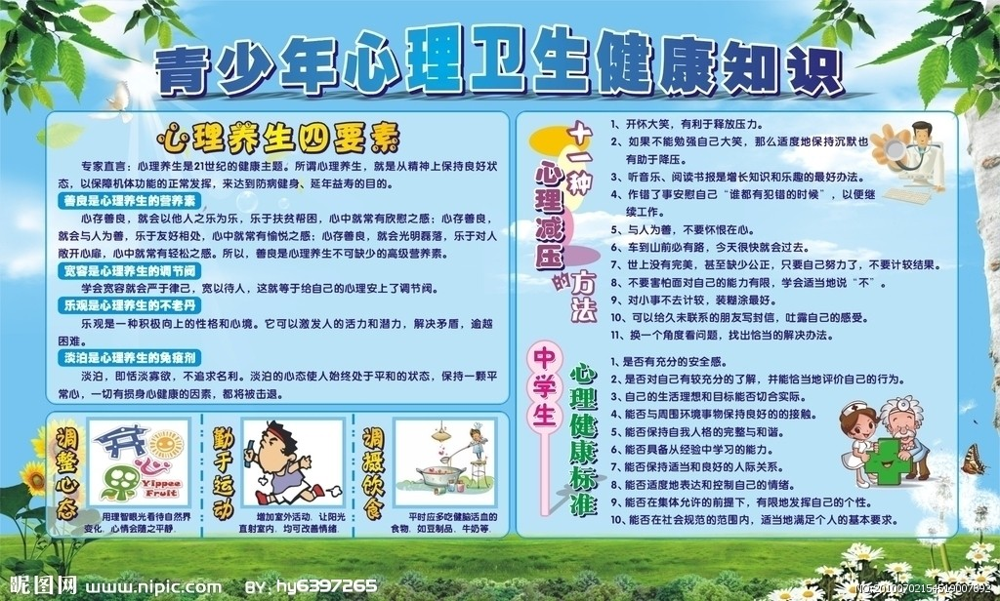 青少年心理卫生健康知识
心理养生四要素
专家直言：心理养生是21世纪的健康主题。所谓心理养生，就是从精神上保持良好状
态，以保障机体功能的正常发挥，来达到防病健身、延年益寿的目的。
善良是心理养生的营养素
心存善良，就会以他人之乐为乐，乐于扶贫帮困，心中就常有欣慰之感；心存善良，
就会与人为善，乐于友好相处，心中就常有愉悦之感；心存善良，就会光明磊落，乐于对人
敞开心扉，心中就常有轻松之感。所以，善良是心理养生不可缺少的高级营养素。
宽容是心理养生的调节阀
学会宽容就会严于律己，宽以待人，这就等于给自己的心理安上了调节阀。
乐观是心理养生的不老丹
乐观是一种积极向上的性格和心境。它可以激发人的活力和潜力，解决矛盾，逾越
困难。
淡泊是心理养生的免疫剂
淡泊，即恬淡寡欲，不追求名利。淡泊的心态使人始终处于平和的状态，保持一颗平
常心，一切有损身心健康的因素，都将被击退。
调整心态
Yippee
Fruit
用理智眼光看待自然界
变化，心情会随之平静。
勤于运动
增加室外活动，让阳光
直射室内，均可改善情绪。
调摄饮食
平时应多吃健脑活血的
食物，如豆制品，牛奶等。
十一种
心理减压
的方法
1、开怀大笑，有利于释放压力。
2、如果不能勉强自己大笑，那么适度地保持沉默也
有助于降压。
3、听音乐、阅读书报是增长知识和乐趣的最好办法。
4、作错了事安慰自己“谁都有犯错的时候”，以便继
续工作。
5、与人为善，不要怀恨在心。
6、车到山前必有路，今天很快就会过去。
7、世上没有完美，甚至缺少公正，只要自己努力了，不要计较结果。
8、不要害怕面对自己的能力有限，学会适当地说“不”。
9、对小事不去计较，装糊涂最好。
10、可以给久未联系的朋友写封信，吐露自己的感受。
11、换一个角度看问题，找出恰当的解决办法。
中学生
心理健康标准
1、是否有充分的安全感。
2、是否对自己有较充分的了解，并能恰当地评价自己的行为。
3、自己的生活理想和目标能否切合实际。
4、能否与周围环境事物保持良好的的接触。
5、能否保持自我人格的完整与和谐。
6、能否具备从经验中学习的能力。
7、能否保持适当和良好的人际关系。
8、能否适度地表达和控制自己的情绪。
9、能否在集体允许的前提下，有限地发挥自己的个性。
10、能否在社会规范的范围内，适当地满足个人的基本要求。
昵图网 www.nipic.com BY: hy6397265
NO:20100702154519007892